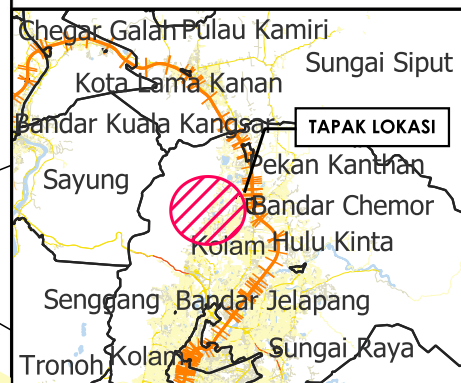 Chegar Galah Pulau Kamiri
Sungai Siput
Kota Lama Kanan
Bandar Kuala Kangsar
TAPAK LOKASI
Pekan Kanthan
Sayung
Bandar Chemor
Kolam Hulu Kinta
Senggang Bandar Jelapang
Sungai Raya
Tronoh Kolam